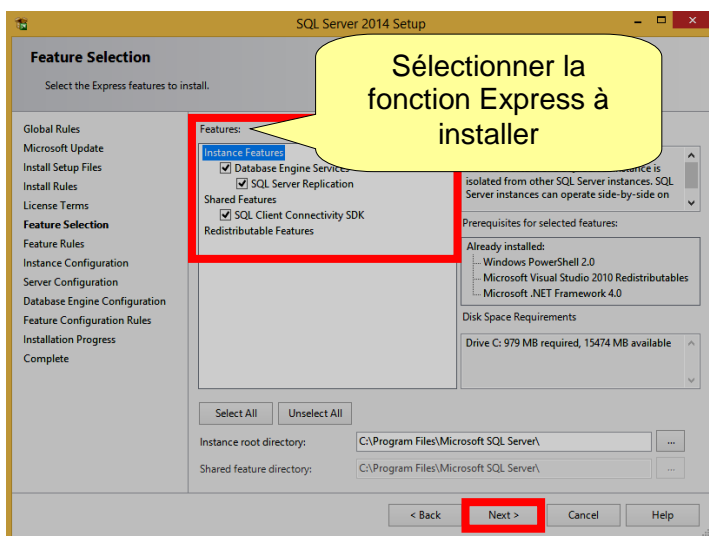 SQL Server 2014 Setup
Feature Selection
Select the Express features to install.
Sélectionner la
fonction Express à
installer
Global Rules
Microsoft Update
Install Setup Files
Install Rules
License Terms
Feature Selection
Feature Rules
Instance Configuration
Server Configuration
Database Engine Configuration
Feature Configuration Rules
Installation Progress
Complete
Features:
Instance Features
Database Engine Services
SQL Server Replication
Shared Features
SQL Client Connectivity SDK
Redistributable Features
is
isolated from other SQL Server instances. SQL
Server instances can operate side-by-side on
Prerequisites for selected features:
Already installed:
Windows PowerShell 2.0
Microsoft Visual Studio 2010 Redistributables
Microsoft .NET Framework 4.0
Disk Space Requirements
Drive C: 979 MB required, 15474 MB available
Select All
Unselect All
Instance root directory:
C:\Program Files\Microsoft SQL Server\
...
Shared feature directory:
C:\Program Files\Microsoft SQL Server\
...
< Back
Next >
Cancel
Help